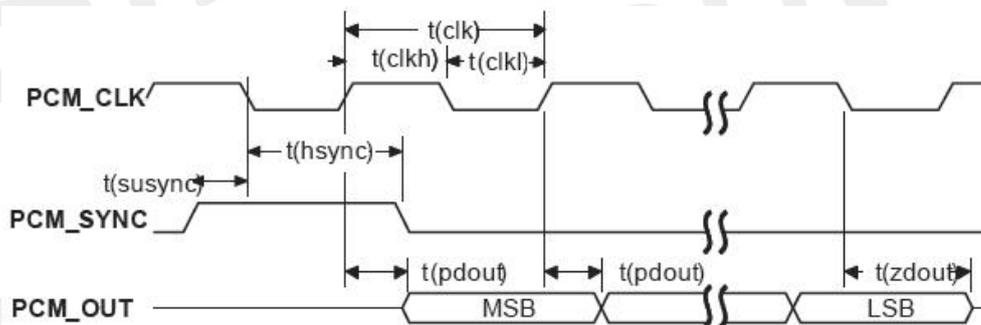 t(clk)
t(clkh) t(clkl)
PCM_CLK
t(hsync)
t(susync)
PCM_SYNC
t(pdout) t(pdout) t(zdout)
PCM_OUT MSB LSB